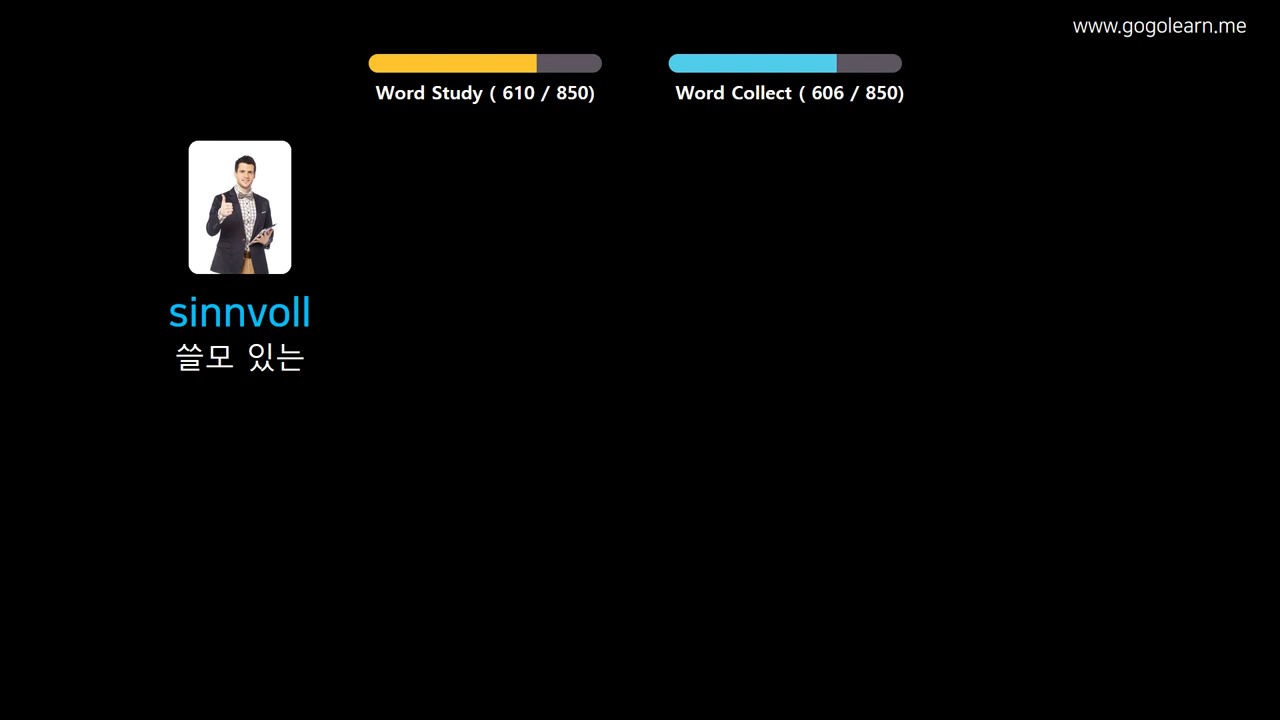 www.gogolearn.me
Word Study ( 610 / 850)
Word Collect ( 606 / 850)
sinnvoll
쓸모 있는